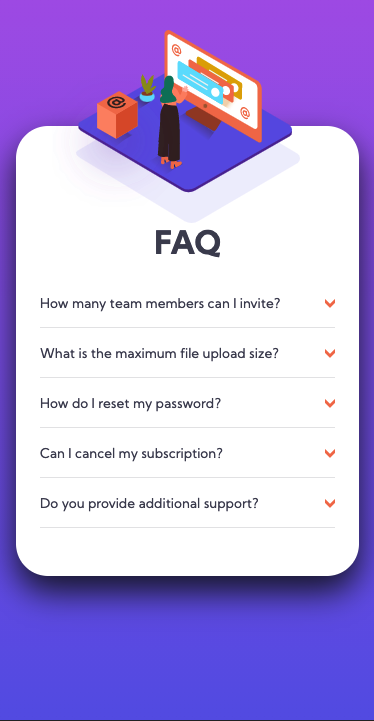 @
@
@
FAQ
How many team members can I invite?
What is the maximum file upload size?
How do I reset my password?
Can I cancel my subscription?
Do you provide additional support?